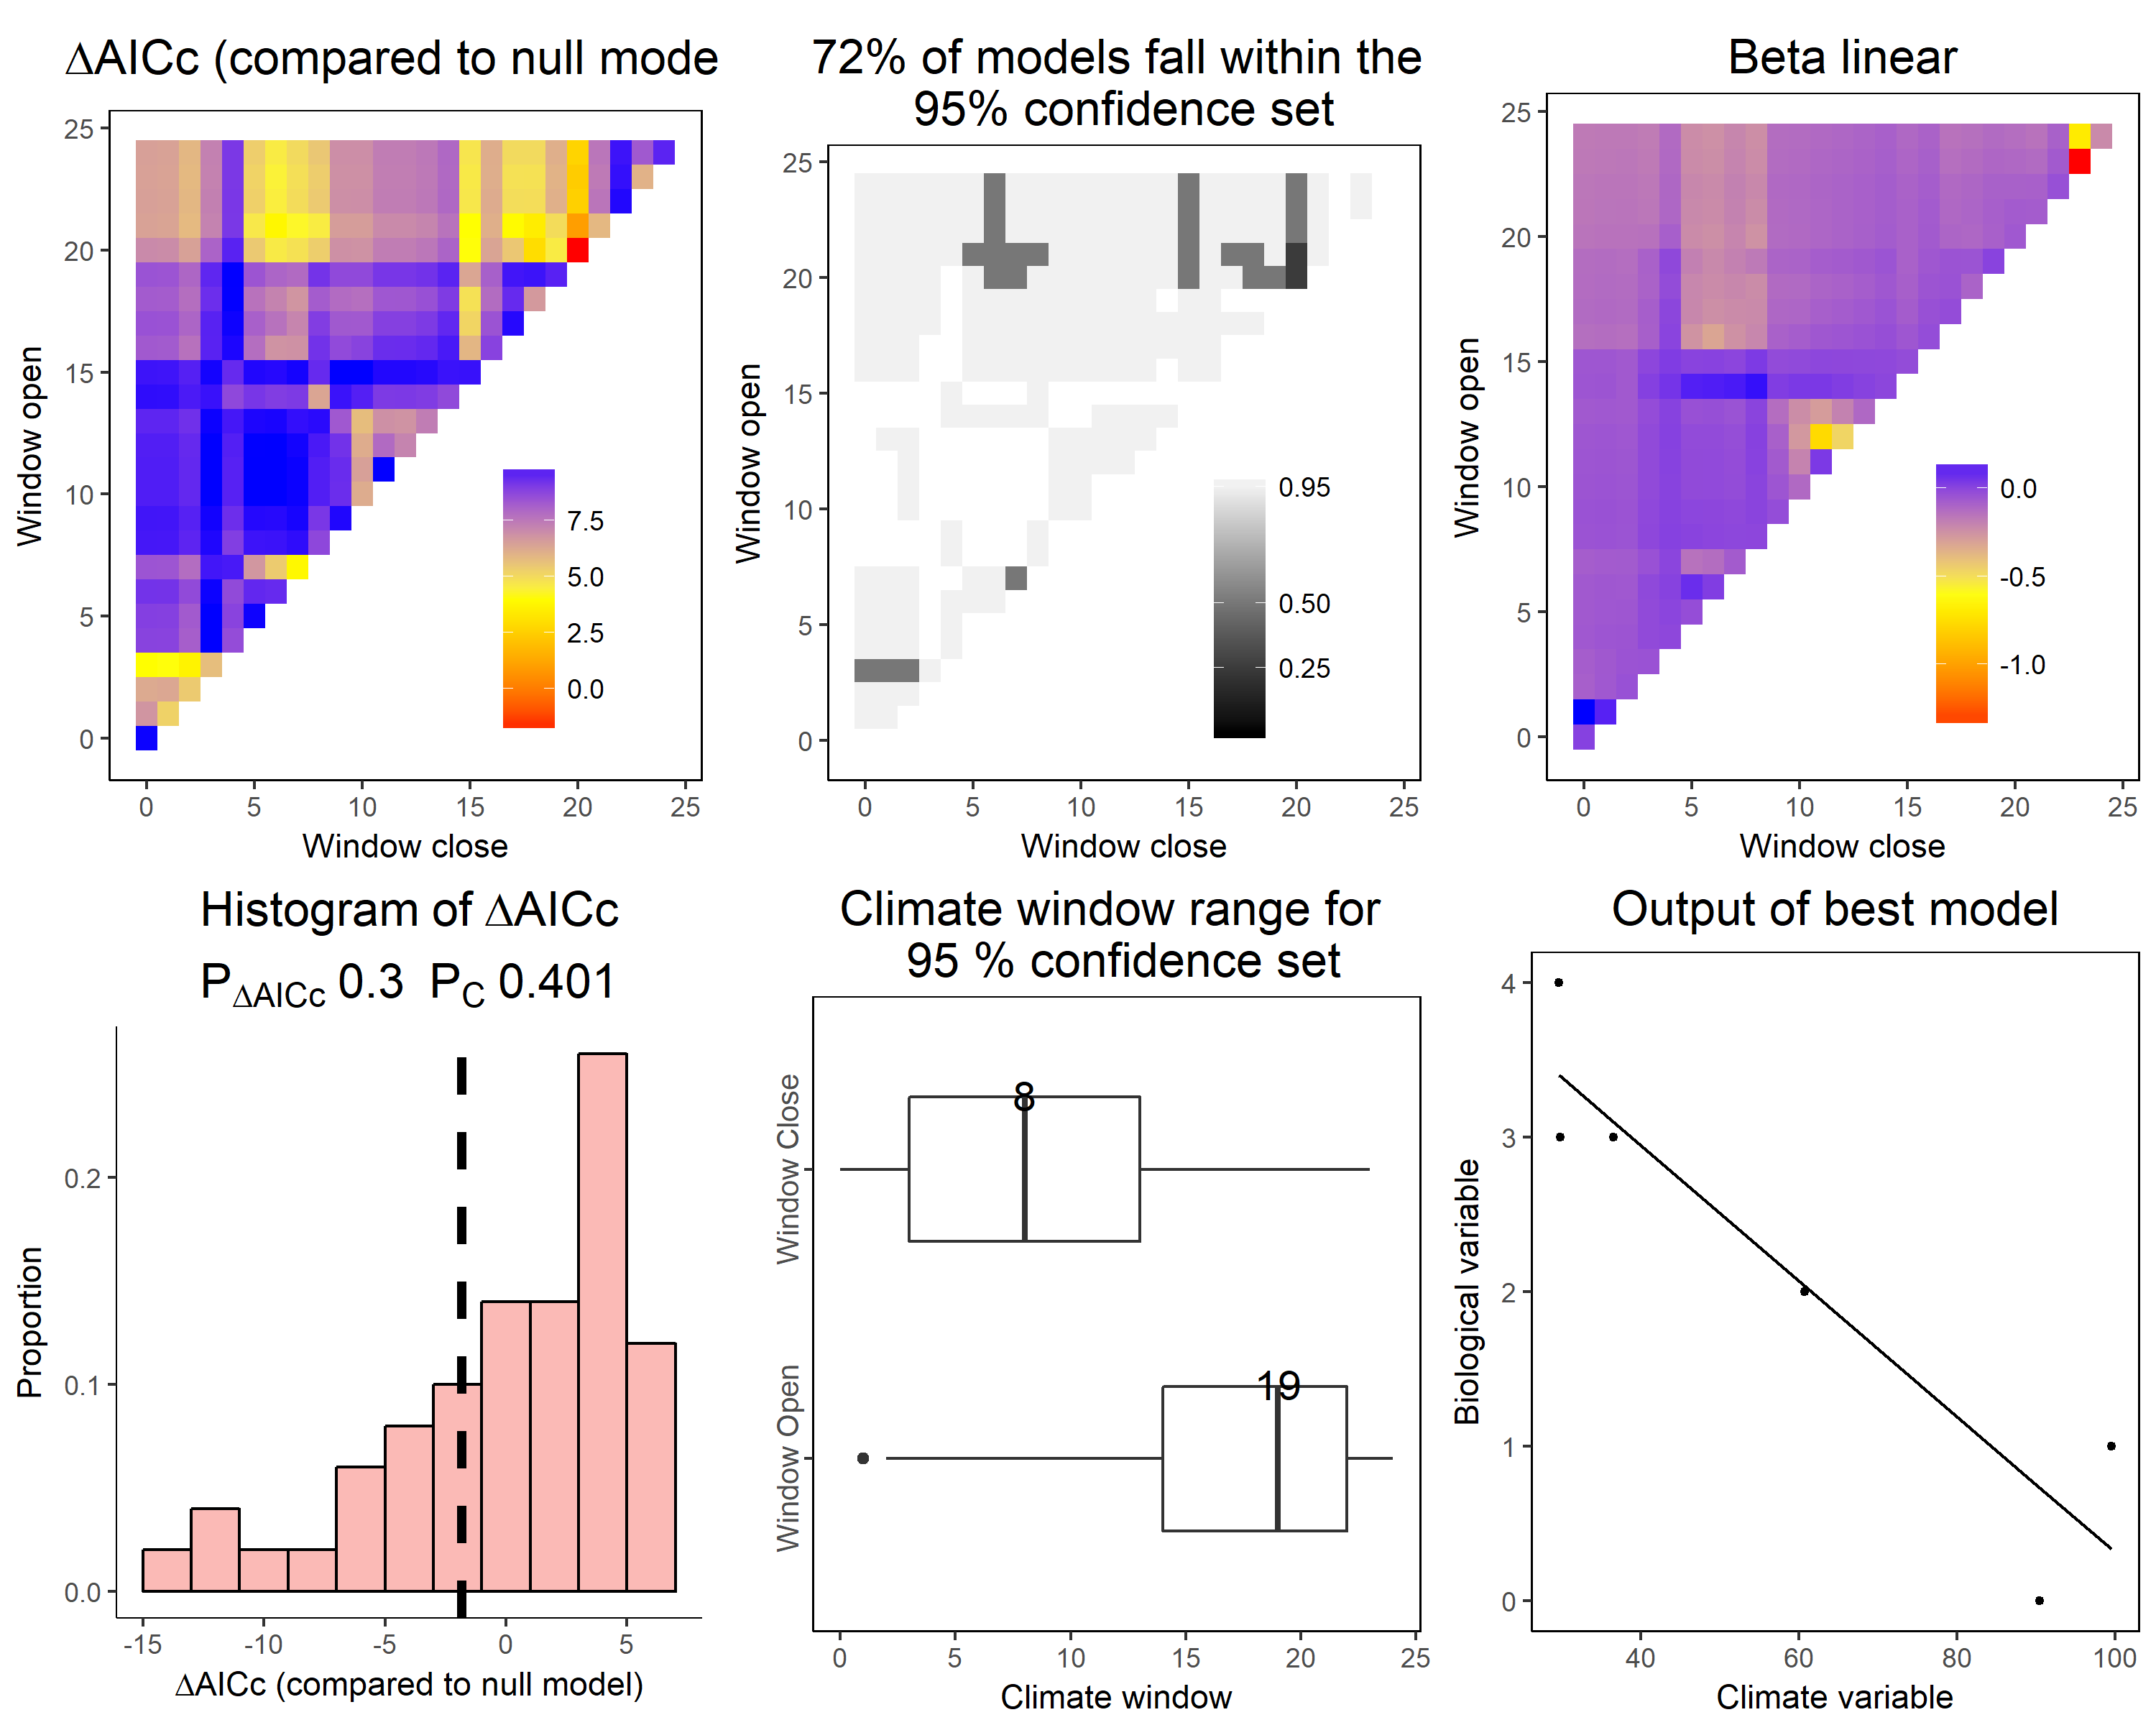 ΔAICc (compared to null mode
25
20
15
10
5
0
Window open
7.5
5.0
2.5
0.0
0 5 10 15 20 25
Window close
72% of models fall within the
95% confidence set
25
20
15
10
5
0
Window open
0.95
0.50
0.25
0 5 10 15 20 25
Window close
Beta linear
25
20
15
10
5
0
Window open
0.0
-0.5
-1.0
0 5 10 15 20 25
Window close
Histogram of ΔAICc
PΔAICc 0.3 PC 0.401
0.2
0.1
0.0
Proportion
-15 -10 -5 0 5
ΔAICc (compared to null model)
Climate window range for
95 % confidence set
Window Close
8
Window Open
19
0 5 10 15 20 25
Climate window
Output of best model
4
3
2
1
0
Biological variable
40 60 80 100
Climate variable